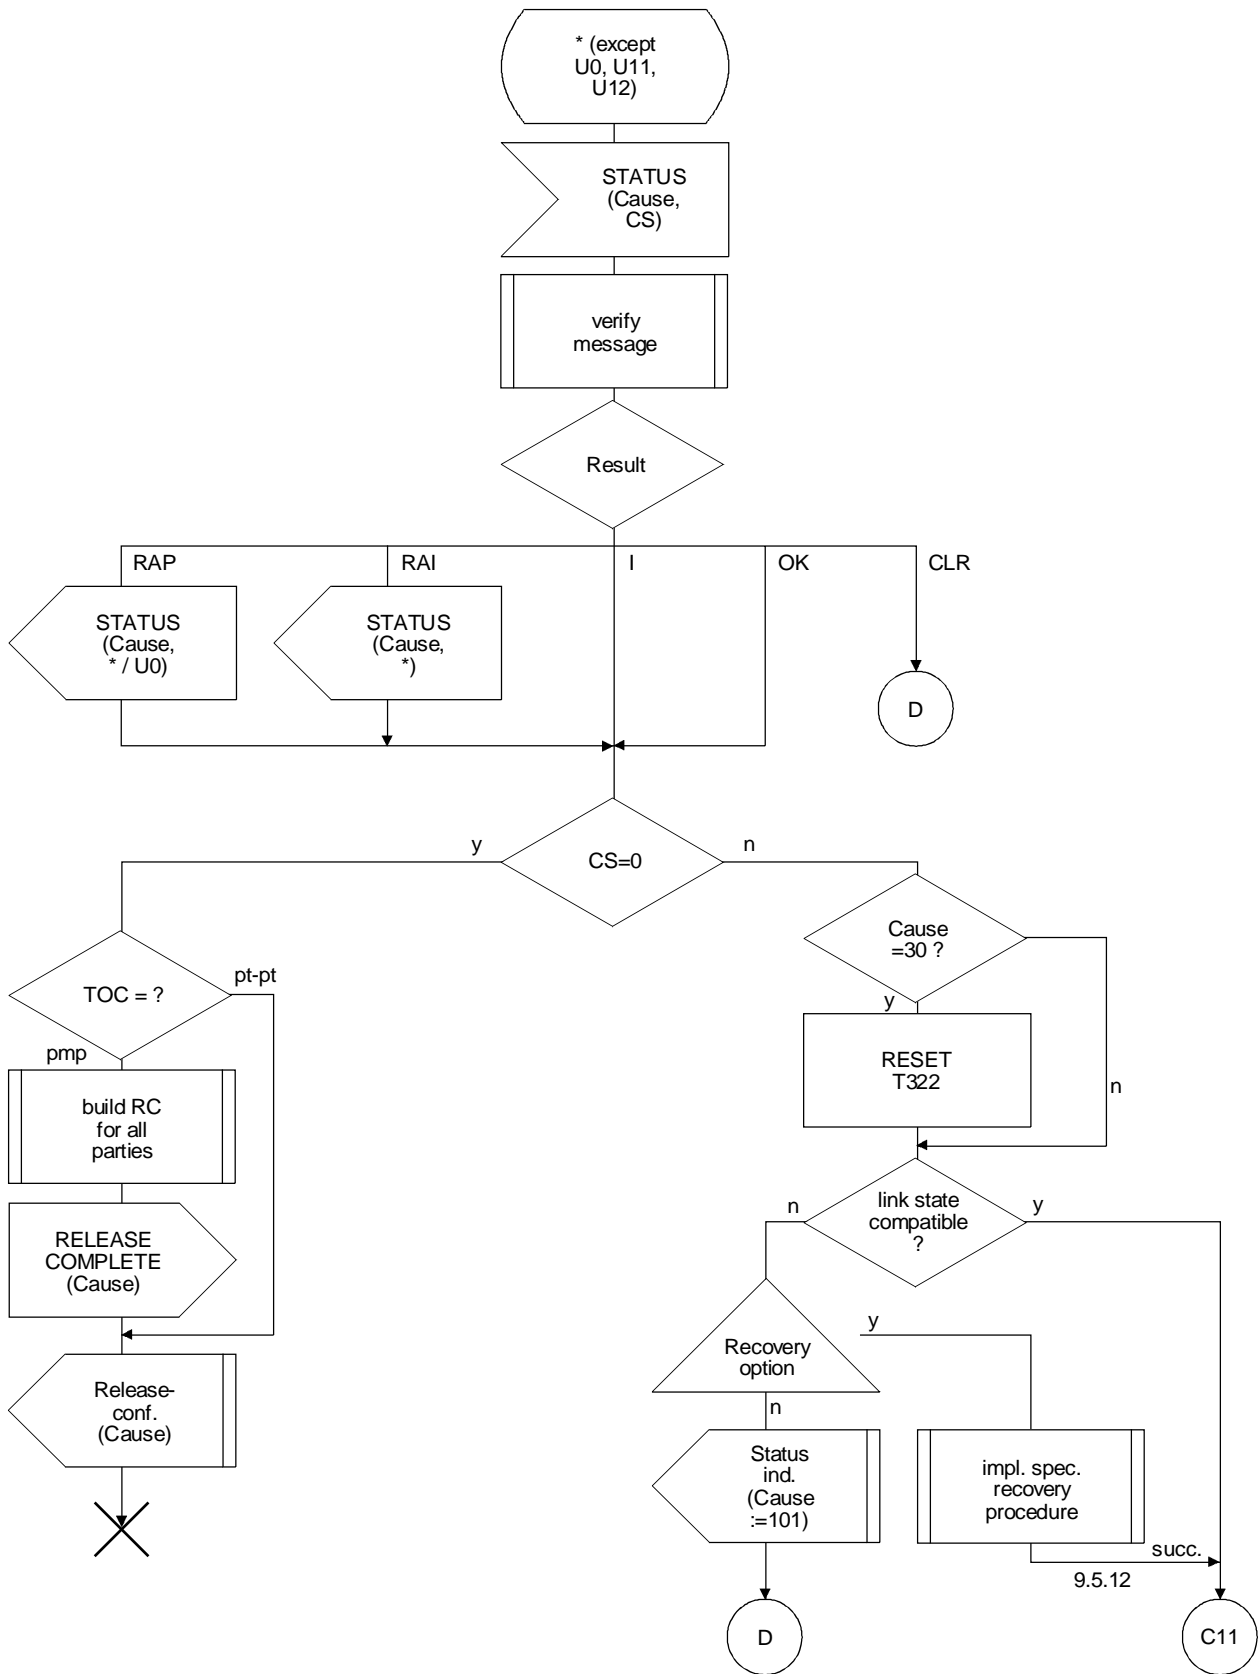 * (except
U0, U11,
U12)
STATUS
(Cause,
CS)
verify
message
Result
RAP
RAI
I
OK
CLR
STATUS
(Cause,
* / U0)
STATUS
(Cause,
*)
D
y
CS=0
n
Cause
=30 ?
TOC = ?
pt-pt
pmp
y
RESET
T322
n
build RC
for all
parties
n
link state
compatible
?
y
RELEASE
COMPLETE
(Cause)
Recovery
option
y
n
Release-
conf.
(Cause)
Status
ind.
(Cause
:=101)
impl. spec.
recovery
procedure
succ.
9.5.12
D
C11